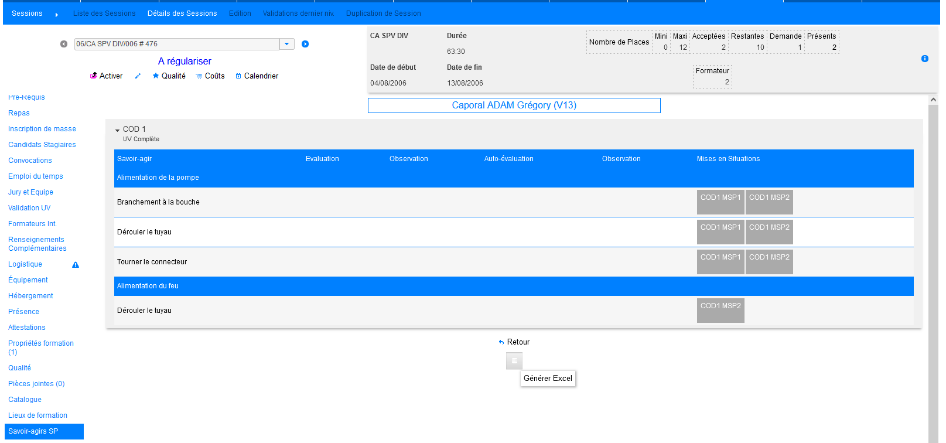 Sessions Liste des Sessions Détails des Sessions Edition Validations dernier niv. Duplication de Session
06/CA SPV DIV/006 # 476
A régulariser
Activer Qualité Coûts Calendrier
CA SPV DIV Durée
63:30
Date de début Date de fin
04/08/2006 13/08/2006
Mini Maxi Acceptées Restantes Demande Présents
Nombre de Places 0 12 2 10 1 2
Formateur
2
Pré-Requis
Repas
Inscription de masse
Candidats Stagiaires
Convocations
Emploi du temps
Jury et Equipe
Validation UV
Formateurs Int.
Renseignements
Complémentaires
Logistique
Équipement
Hébergement
Présence
Attestations
Propriétés formation
(1)
Qualité
Pièces jointes (0)
Catalogue
Lieux de formation
Savoir-agirs SP
Caporal ADAM Grégory (V13)
COD 1
UV Complète
Savoir-agir Evaluation Observation Auto-évaluation Observation Mises en Situations
Alimentation de la pompe
Branchement à la bouche COD1 MSP1 COD1 MSP2
Dérouler le tuyau COD1 MSP1 COD1 MSP2
Tourner le connecteur COD1 MSP1 COD1 MSP2
Alimentation du feu
Dérouler le tuyau COD1 MSP2
Retour
Générer Excel